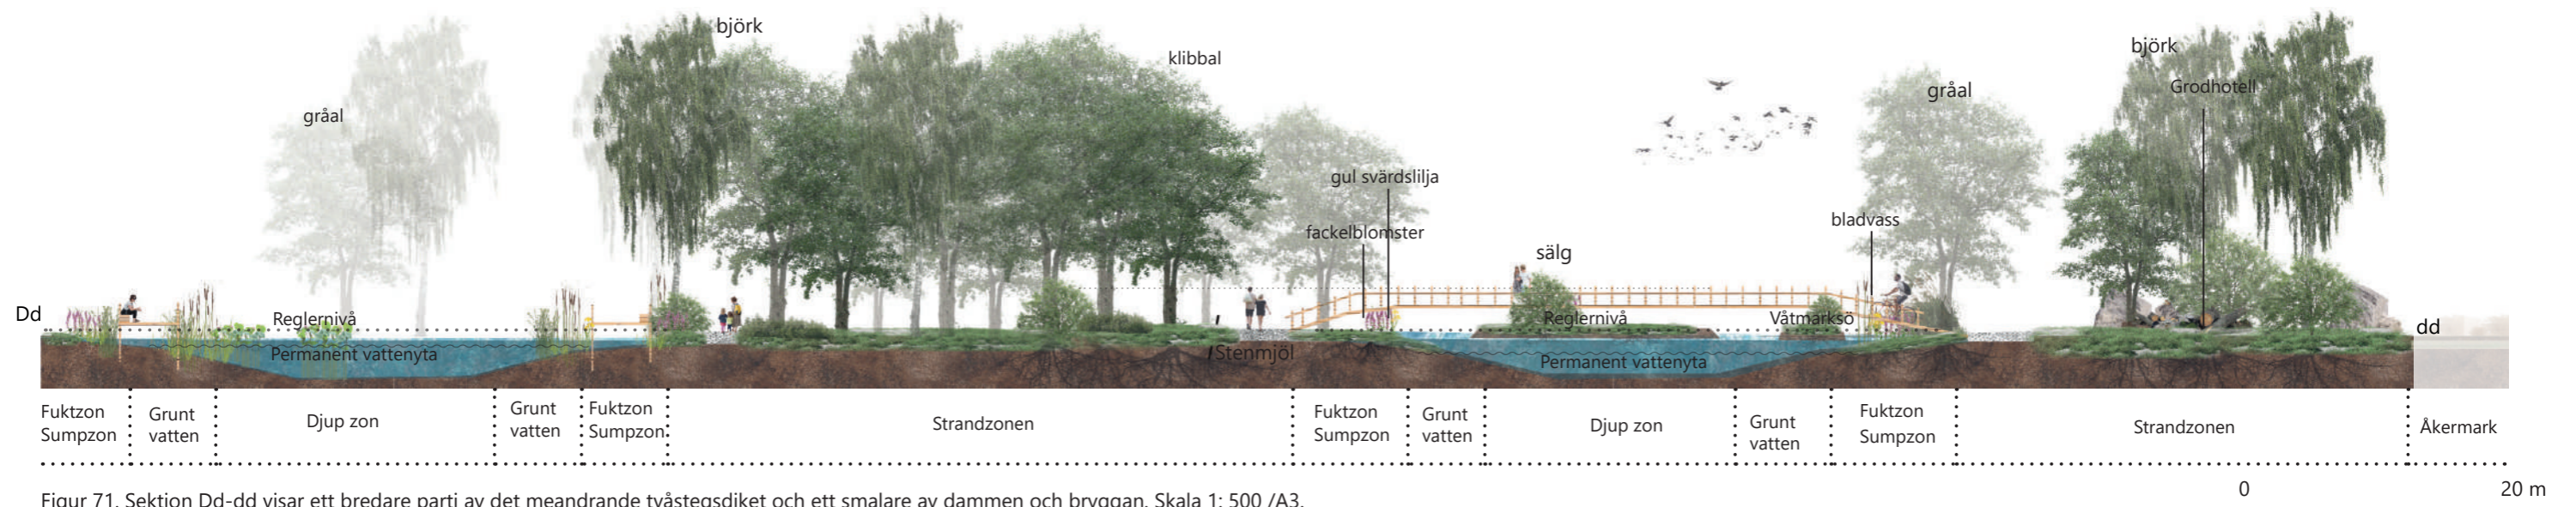 björk
björk
klibbal
gråal
Grodhotell
gråal
gul svärdslilja
bladvass
fackelblomster
sälg
Dd
Reglernivå
Reglernivå
Våtmarksö
dd
Permanent vattenyta
Stenmjöl
Permanent vattenyta
Fuktzon
Sumpzon
Grunt
vatten
Djup zon
Grunt
vatten
Fuktzon
Sumpzon
Strandzonen
Fuktzon
Sumpzon
Grunt
vatten
Djup zon
Grunt
vatten
Fuktzon
Sumpzon
Strandzonen
Åkermark
0
20 m
Figur 71. Sektion Dd-dd visar ett bredare parti av det meandrande tvåstegsdiket och ett smalare av dammen och bryggan. Skala 1: 500 /A3.